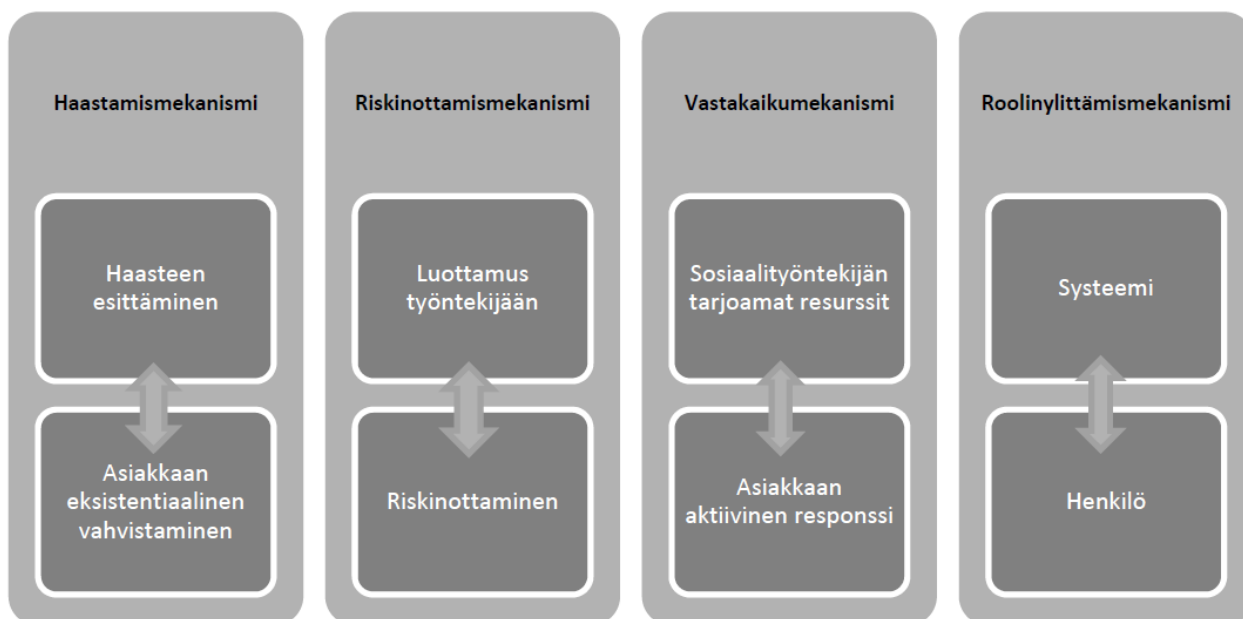 Haastamismekanismi
Haasteen
esittäminen
Asiakkaan
eksistentiaalinen
vahvistaminen
Riskinottamismekanismi
Luottamus
työntekijään
Riskinottaminen
Vastakaikumekanismi
Sosiaalityöntekijän
tarjoamat resurssit
Asiakkaan
aktiivinen responssi
Roolinylittämismekanismi
Systeemi
Henkilö